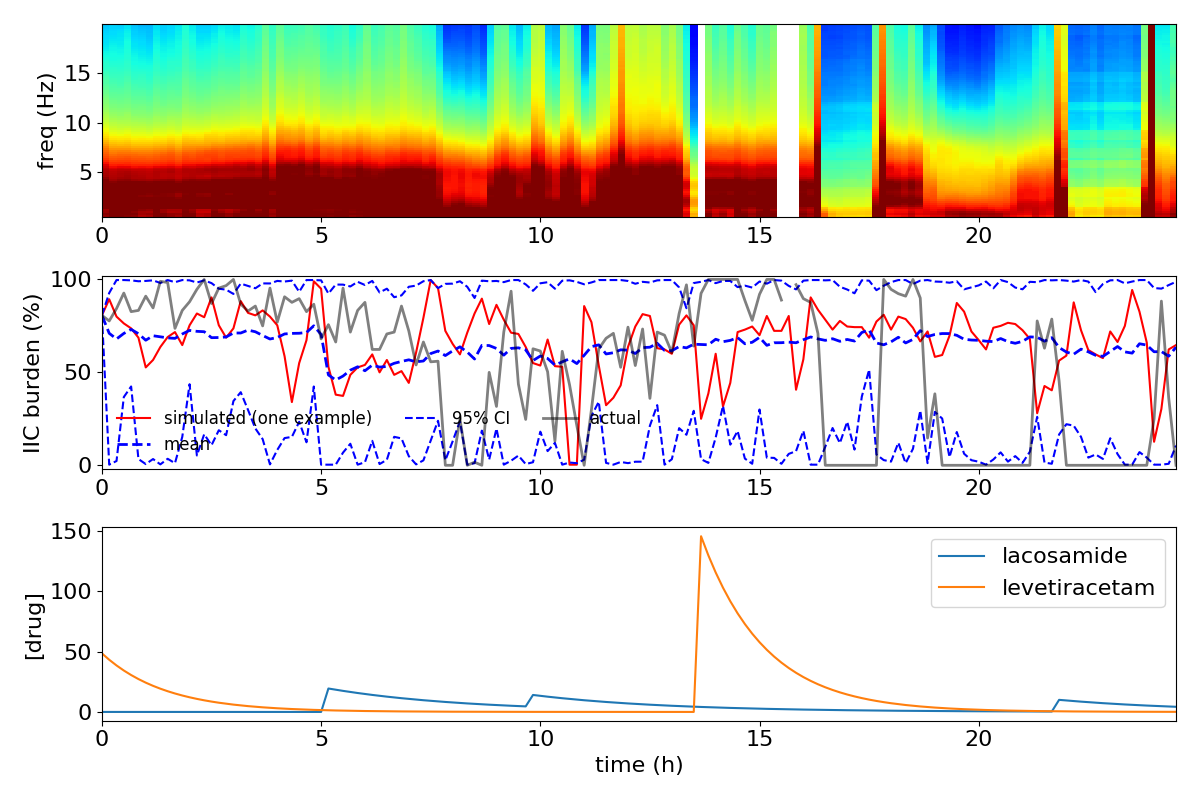 freq (Hz)
15
10
5
0 5 10 15 20
IIC burden (%)
100
50
0
simulated (one example)
mean
95% CI
actual
0 5 10 15 20
[drug]
150
100
50
0
lacosamide
levetiracetam
0 5 10 15 20
time (h)